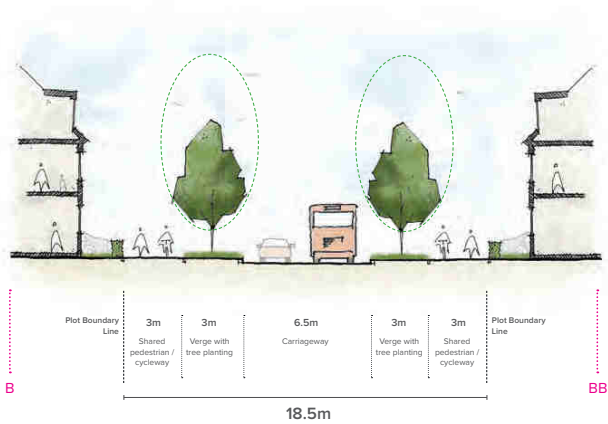 Plot Boundary
Line
3m
Shared
pedestrian /
cycleway
3m
Verge with
tree planting
6.5m
Carriageway
3m
Verge with
tree planting
3m
Shared
pedestrian /
cycleway
Plot Boundary
Line
B
BB
18.5m